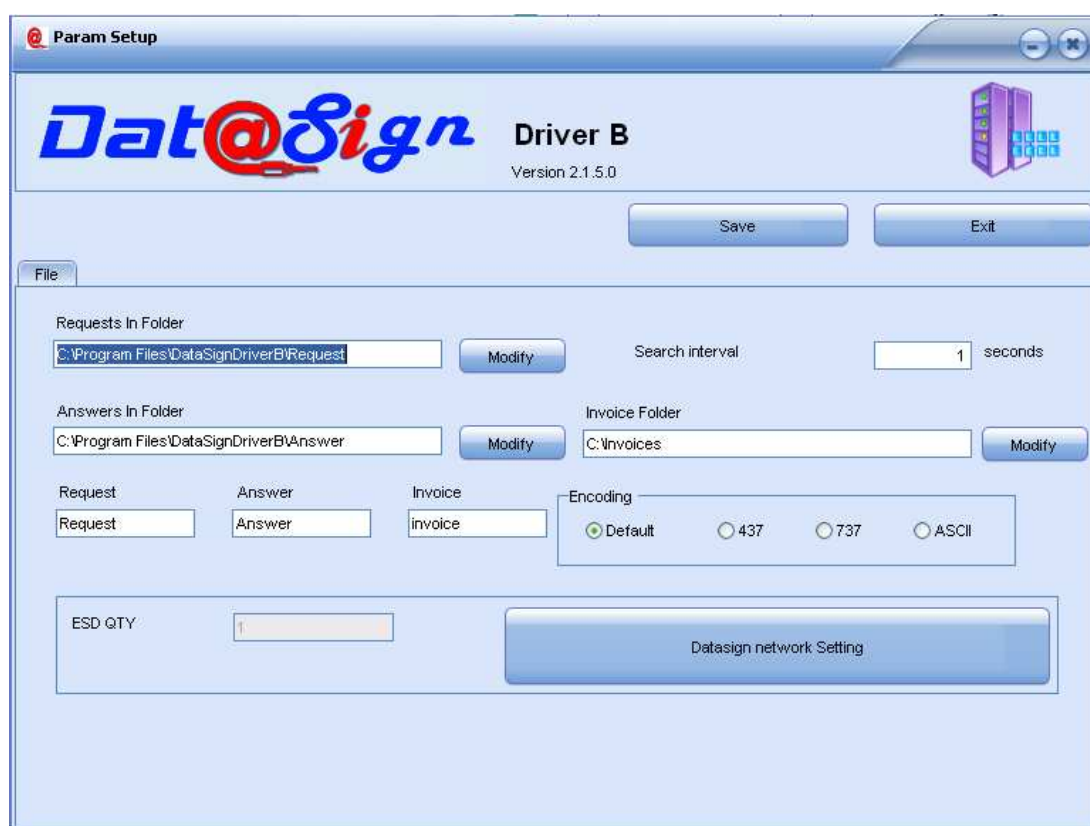 Param Setup
Dat@Sign
Driver B
Version 2.1.5.0
Save
Exit
File
Requests In Folder
C:\Program Files\DataSignDriverB\Request
Modify
Search interval
1
seconds
Answers In Folder
Invoice Folder
C:\Program Files\DataSignDriverB\Answer
Modify
C:\Invoices
Modify
Request
Answer
Invoice
Encoding
Request
Answer
invoice
Default
437
737
ASCII
ESD QTY
1
Datasign network Setting